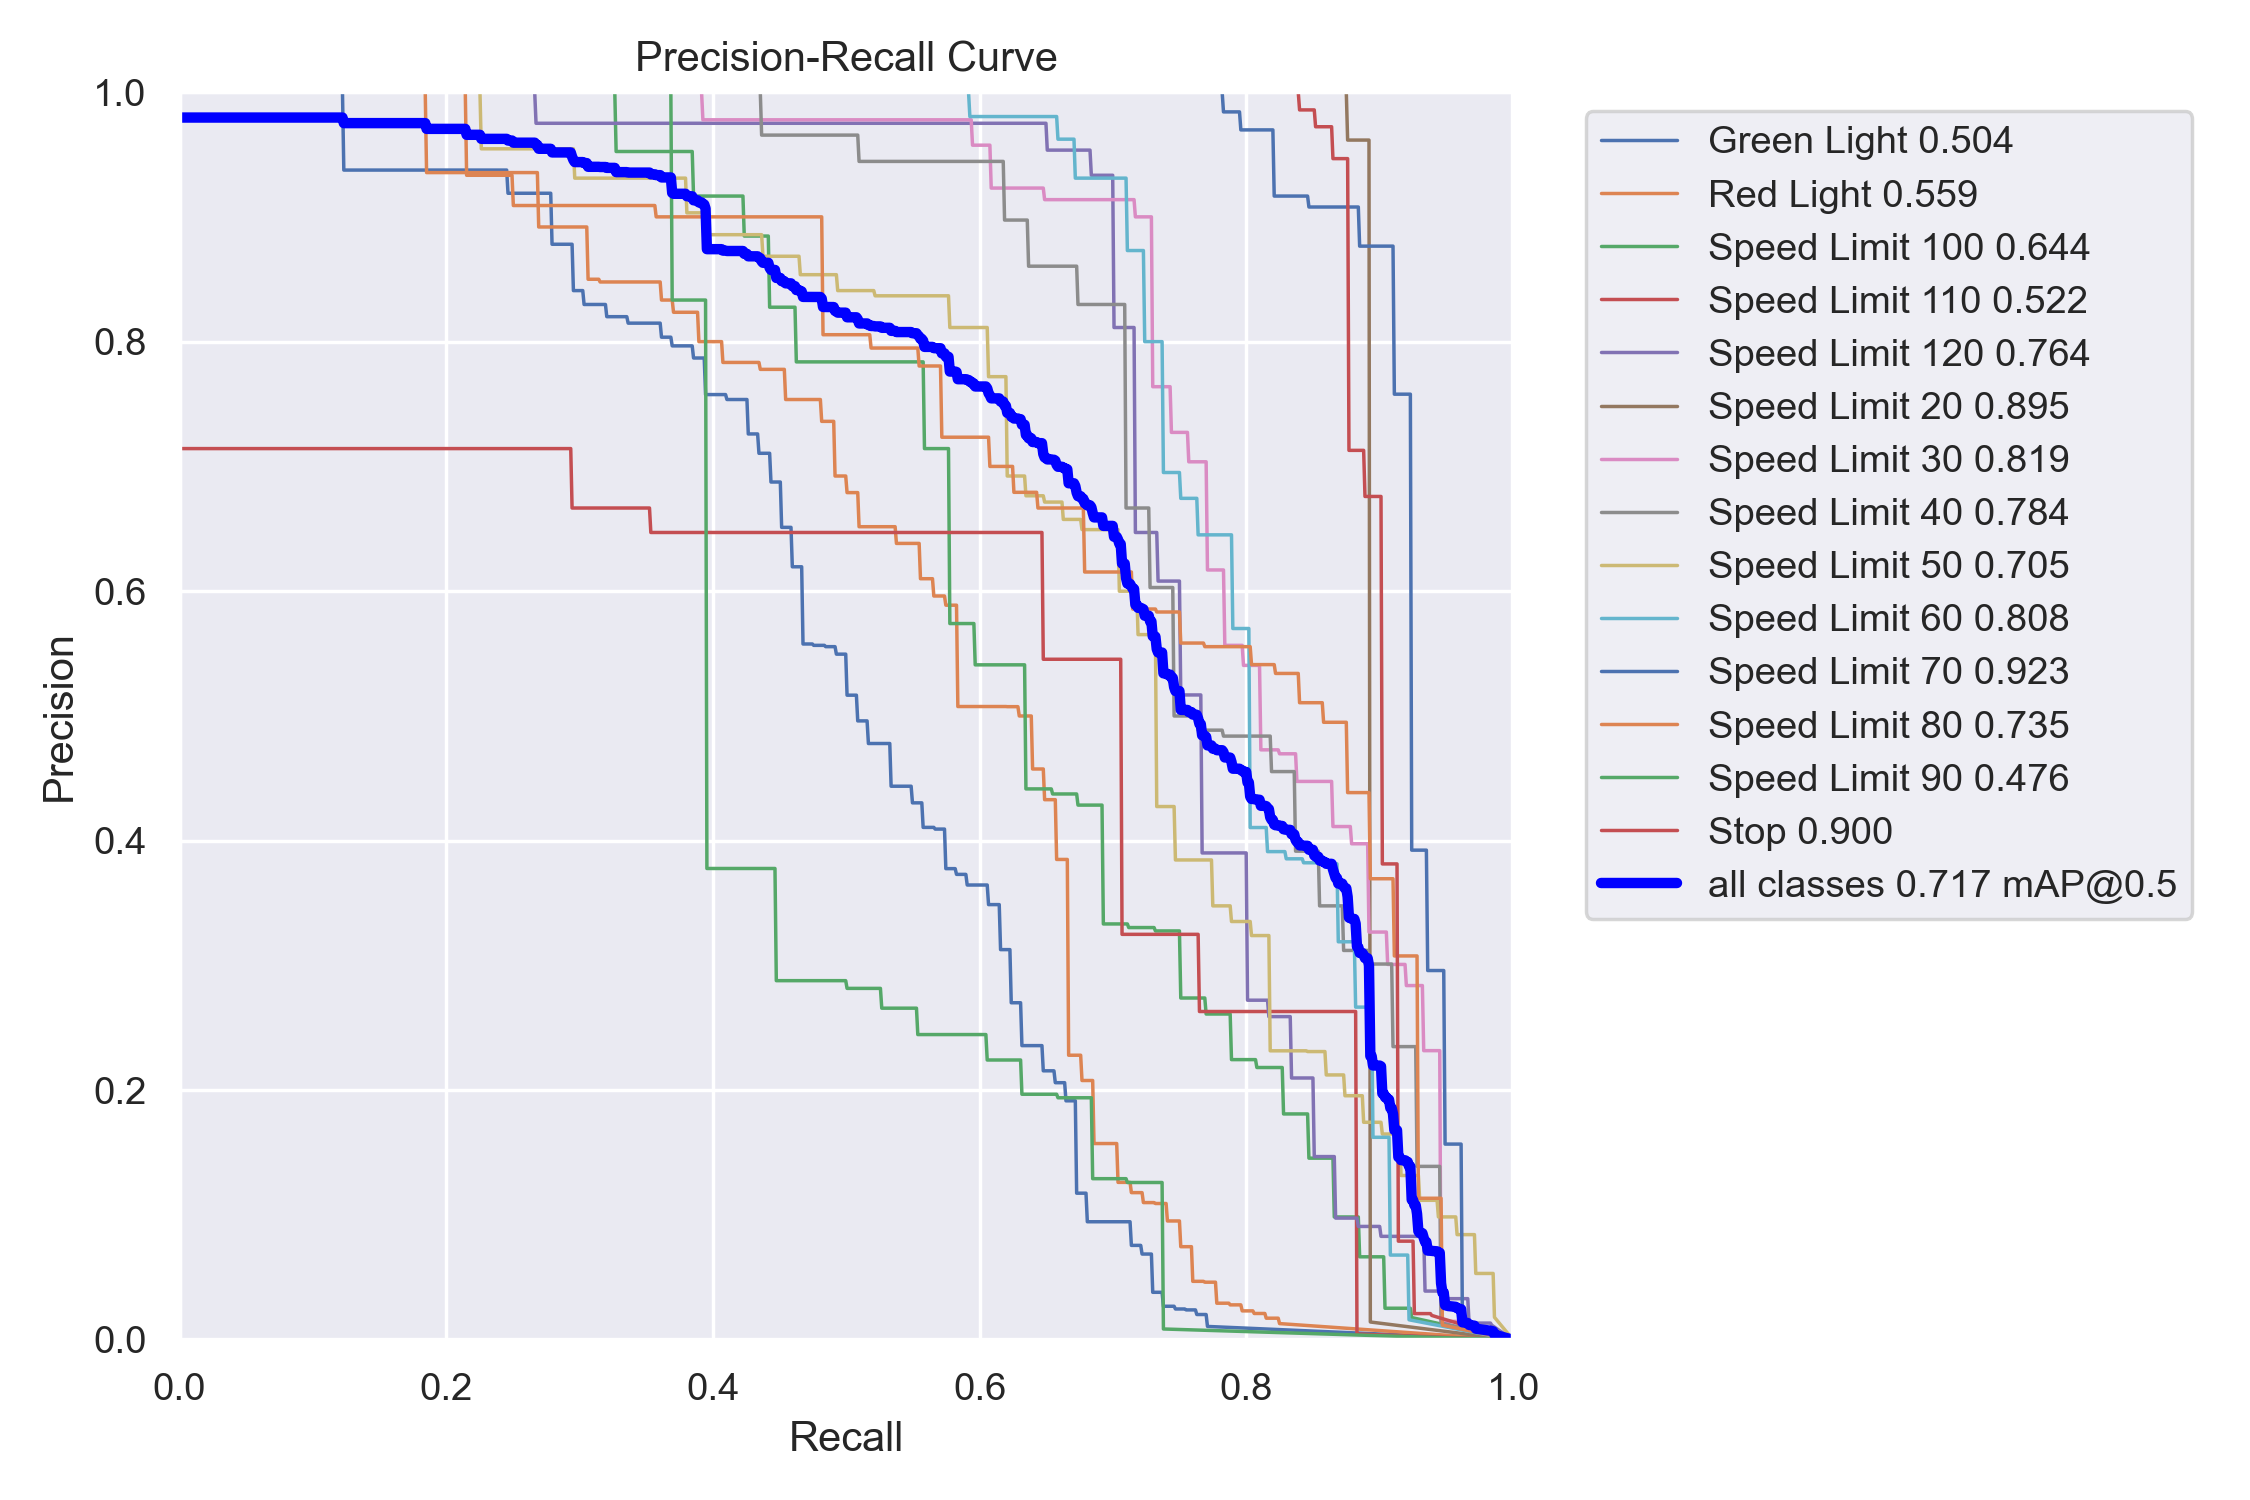 Precision-Recall Curve
1.0
0.8
0.6
0.4
0.2
0.0
Precision
0.0 0.2 0.4 0.6 0.8 1.0
Recall
Green Light 0.504
Red Light 0.559
Speed Limit 100 0.644
Speed Limit 110 0.522
Speed Limit 120 0.764
Speed Limit 20 0.895
Speed Limit 30 0.819
Speed Limit 40 0.784
Speed Limit 50 0.705
Speed Limit 60 0.808
Speed Limit 70 0.923
Speed Limit 80 0.735
Speed Limit 90 0.476
Stop 0.900
all classes 0.717 mAP@0.5